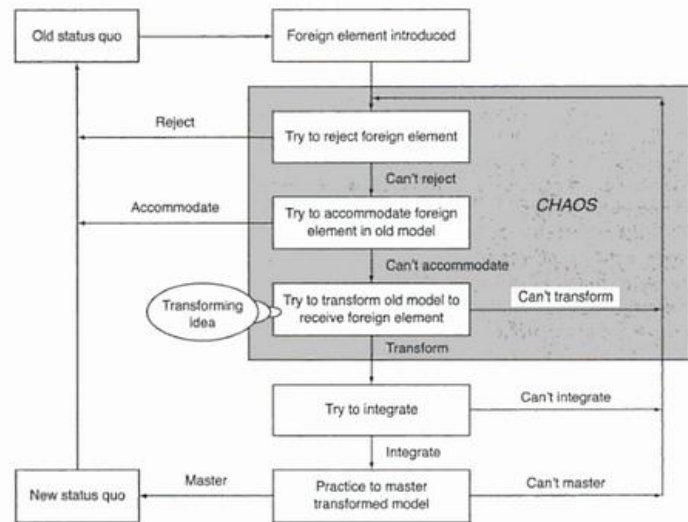 Old status quo
Foreign element introduced
Reject
Try to reject foreign element
Can't reject
CHAOS
Accommodate
Try to accommodate foreign
element in old model
Can't accommodate
Transforming
idea
Try to transform old model to
receive foreign element
Can't transform
Transform
Try to integrate
Can't integrate
Integrate
New status quo
Master
Practice to master
transformed model
Can't master